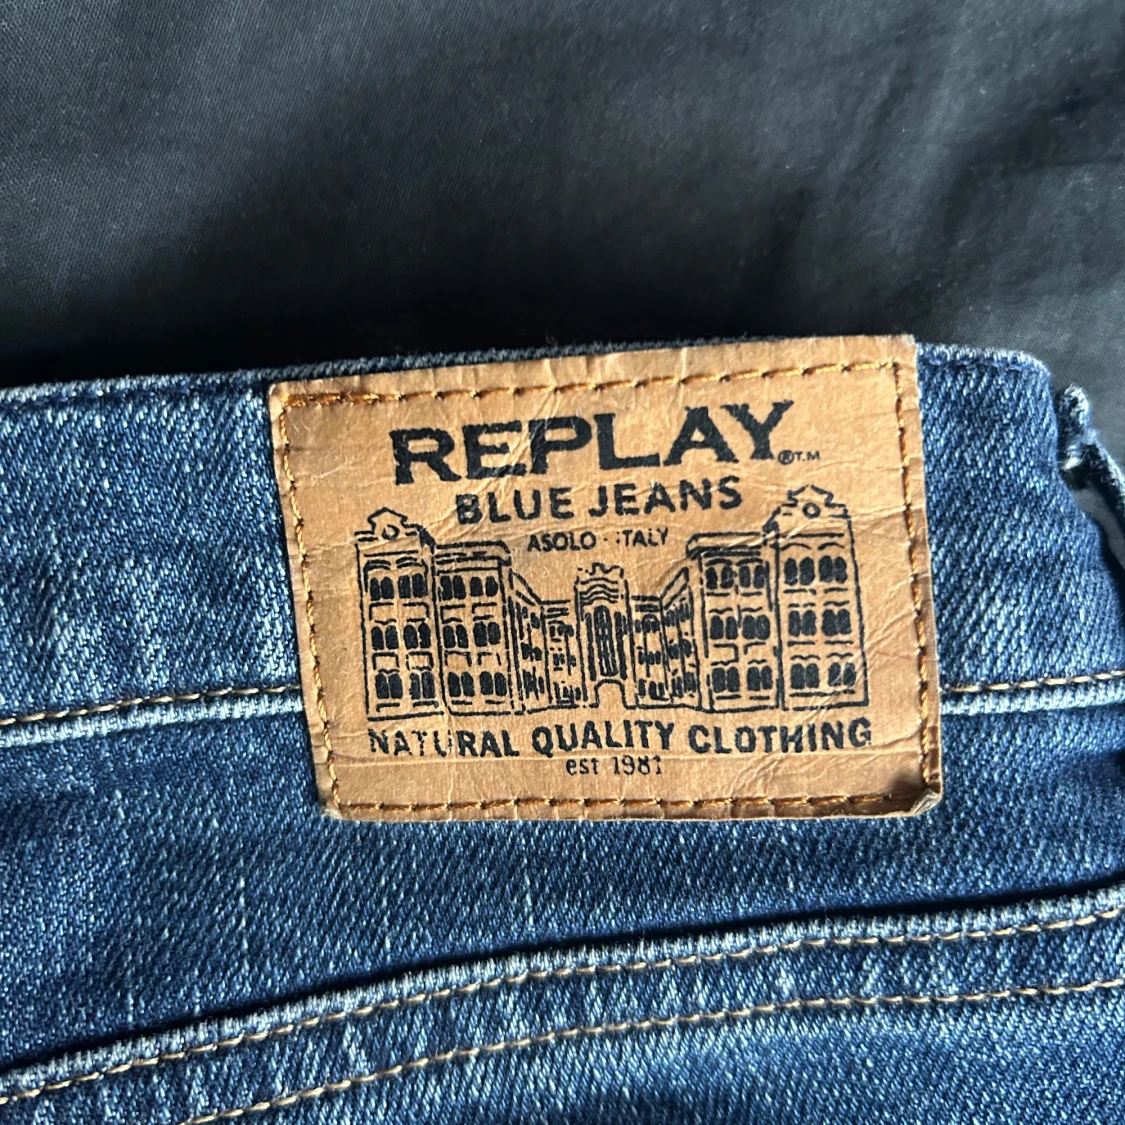 REPLAY®T.M
BLUE JEANS
ASOLO - ITALY
NATURAL QUALITY CLOTHING
est 1981